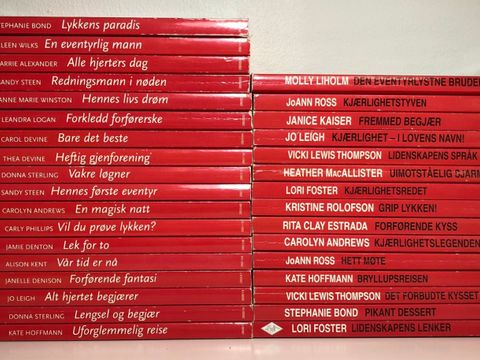 STEPHANIE BOND Lykkens paradis
EILEEN WILKS En eventyrlig mann
CARRIE ALEXANDER Alle hjerters dag
SANDY STEEN Redningsmann i nøden
ANNE MARIE WINSTON Hennes livs drøm
LEANDRA LOGAN Forkledd forførerske
CAROL DEVINE Bare det beste
THEA DEVINE Heftig gjenforening
DONNA STERLING Vakre løgner
SANDY STEEN Hennes første eventyr
CAROLYN ANDREWS En magisk natt
CARLY PHILLIPS Vil du prøve lykken?
JAMIE DENTON Lek for to
ALISON KENT Vår tid er nå
JANELLE DENISON Forførende fantasi
JO LEIGH Alt hjertet begjærer
DONNA STERLING Lengsel og begjær
KATE HOFFMANN Uforglemmelig reise
MOLLY LIHOLM DEN EVENTYRLYSTNE BRUDEN
JoANN ROSS KJÆRLIGHETSTYVEN
JANICE KAISER FREMMED BEGJÆR
JO LEIGH KJÆRLIGHET – I LOVENS NAVN!
VICKI LEWIS THOMPSON LIDENSKAPENS SPRÅK
HEATHER MacALLISTER UIMOTSTÅELIG SJARM
LORI FOSTER KJÆRLIGHETSREDET
KRISTINE ROLOFSON GRIP LYKKEN!
RITA CLAY ESTRADA FORFØRENDE KYSS
CAROLYN ANDREWS KJÆRLIGHETSLEGENDEN
JoANN ROSS HETT MØTE
KATE HOFFMANN BRYLLUPSREISEN
VICKI LEWIS THOMPSON DET FORBUDTE KYSSET
STEPHANIE BOND PIKANT DESSERT
LORI FOSTER LIDENSKAPENS LENKER